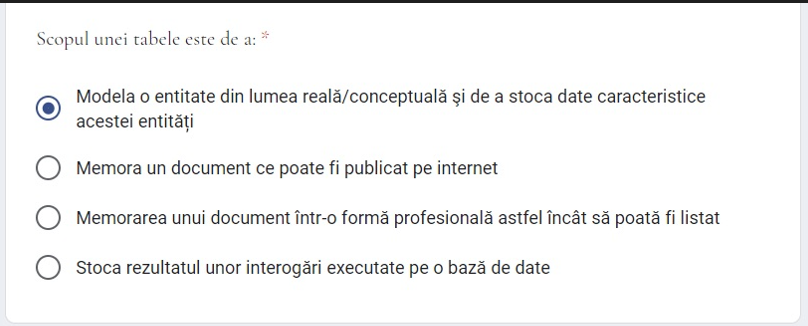 Scopul unei tabele este de a: *
Modela o entitate din lumea reală/conceptuală şi de a stoca date caracteristice
acestei entități
Memora un document ce poate fi publicat pe internet
Memorarea unui document într-o formă profesională astfel încât să poată fi listat
Stoca rezultatul unor interogări executate pe o bază de date